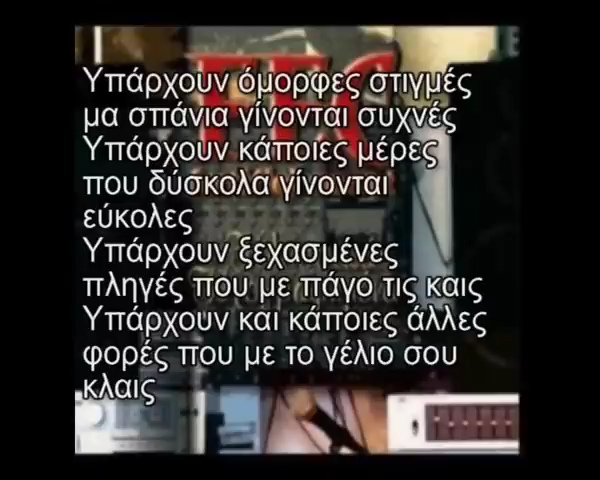 FFC
Υπάρχουν όμορφες στιγμές
μα σπάνια γίνονται συχνές
Υπάρχουν κάποιες μέρες
που δύσκολα γίνονται
εύκολες
Υπάρχουν ξεχασμένες
πληγές που με πάγο τις καις
Υπάρχουν και κάποιες άλλες
φορές που με το γέλιο σου
κλαις